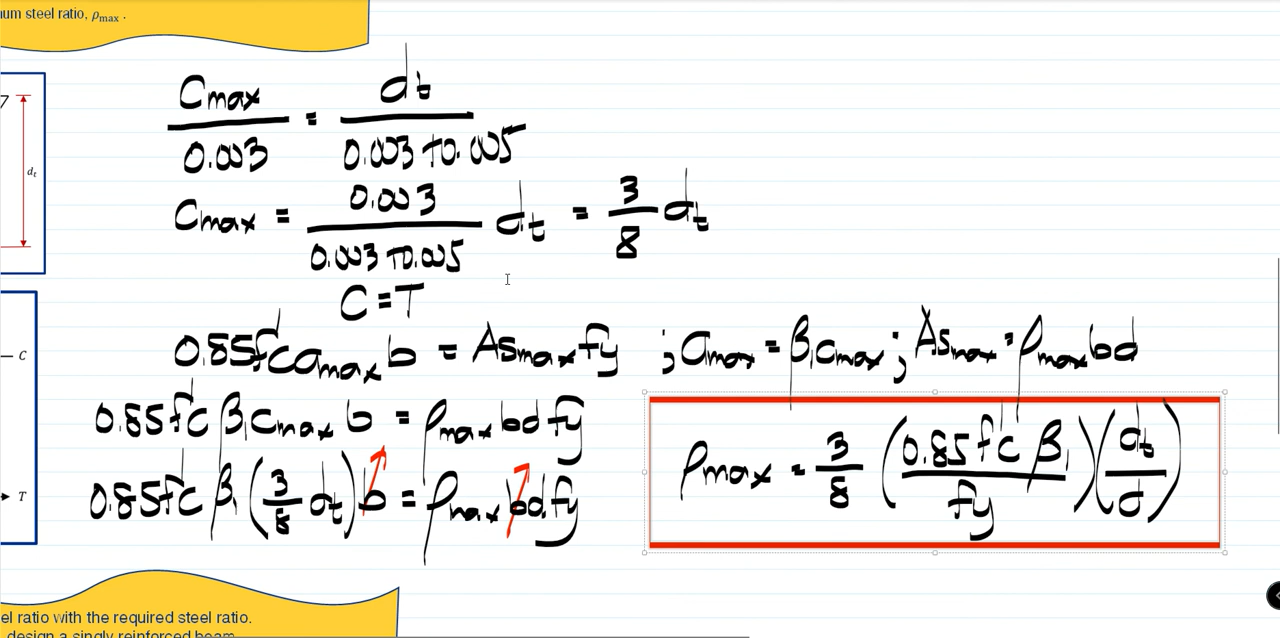 um steel ratio, ρmax .
Cmax / 0.003 = dt / 0.003+0.005
dt
Cmax = 0.003 / 0.003+0.005 dt = 3/8 dt
C = T
C
0.85f'c amax b = Asmax fy ; amax = β1cmax ; Asmax = ρmax bd
0.85f'c β1 cmax b = ρmax bd fy
ρmax = 3/8 (0.85 f'c β1 / fy) (dt / d)
T
0.85f'c β1 (3/8 dt) b = ρmax bd fy
el ratio with the required steel ratio.
design a singly reinforced beam